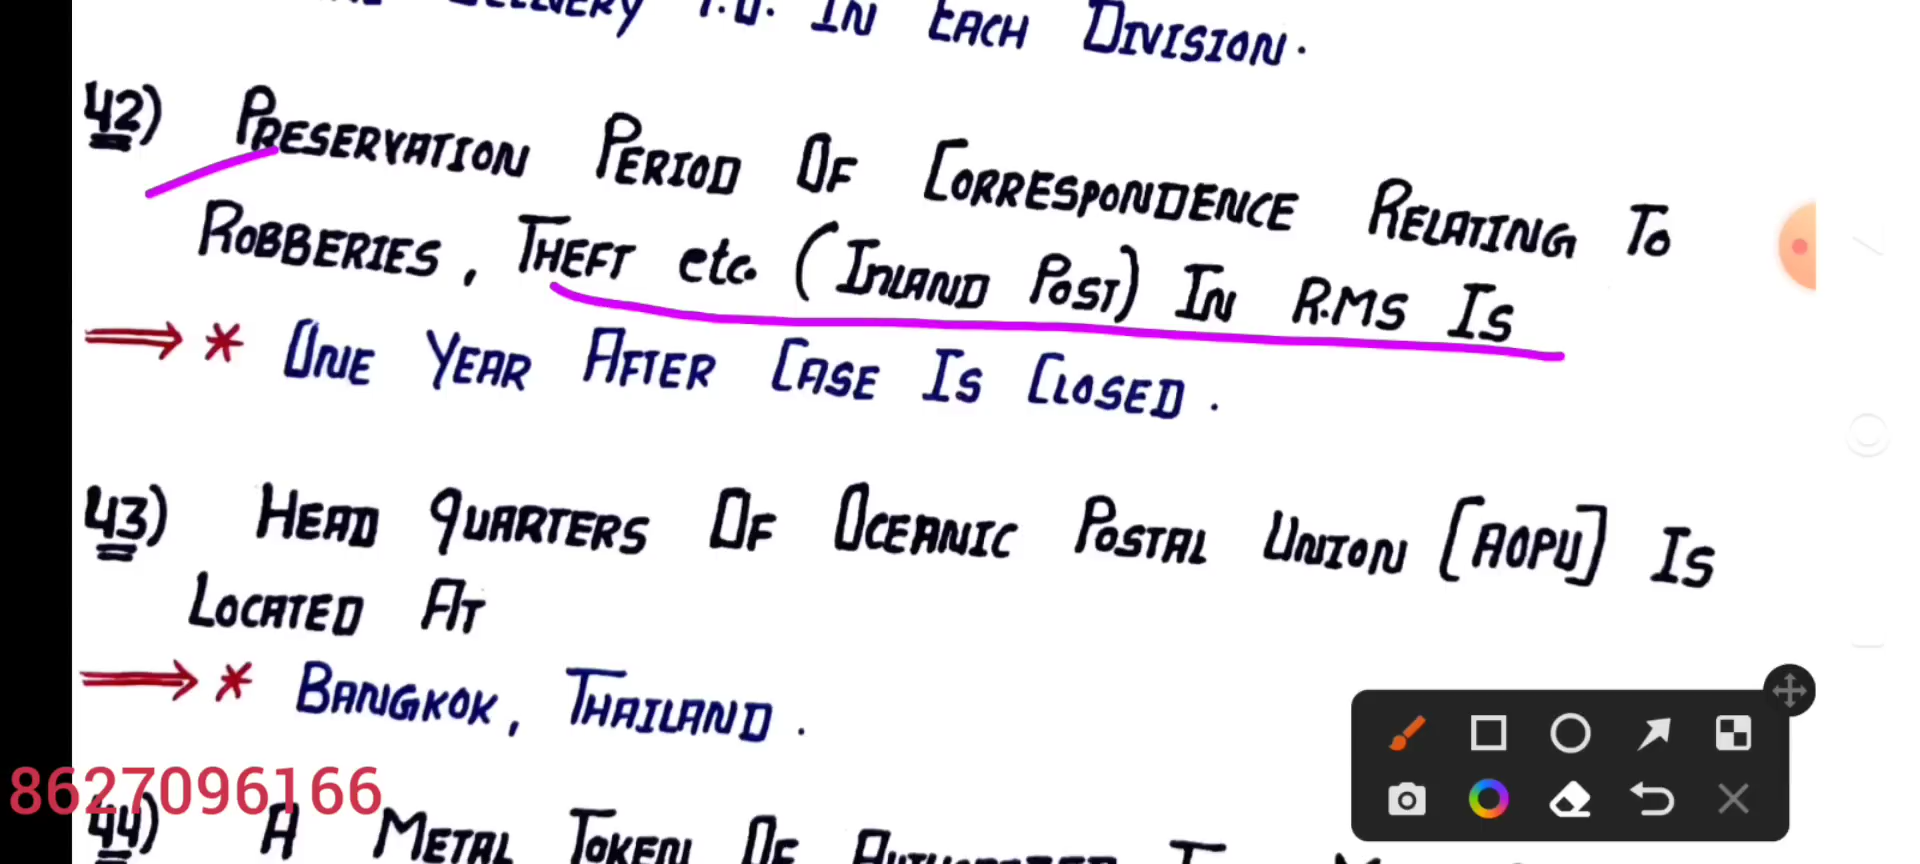 DELIVERY T.O. IN EACH DIVISION.
42) PRESERVATION PERIOD OF CORRESPONDENCE RELATING TO
ROBBERIES, THEFT etc. (INLAND POST) IN R.M.S IS
⟹ * ONE YEAR AFTER CASE IS CLOSED.
43) HEAD QUARTERS OF OCEANIC POSTAL UNION [AOPU] IS
LOCATED AT
⟹ * BANGKOK, THAILAND.
8627096166
44) A METAL TOKEN OF